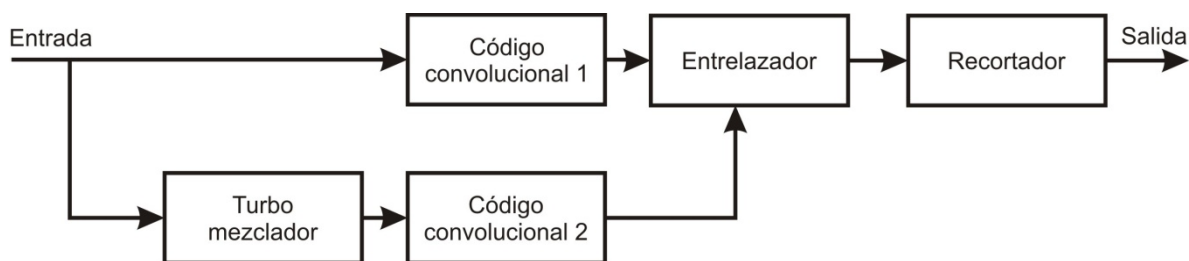 Entrada
Código
convolucional 1
Entrelazador
Recortador
Salida
Turbo
mezclador
Código
convolucional 2